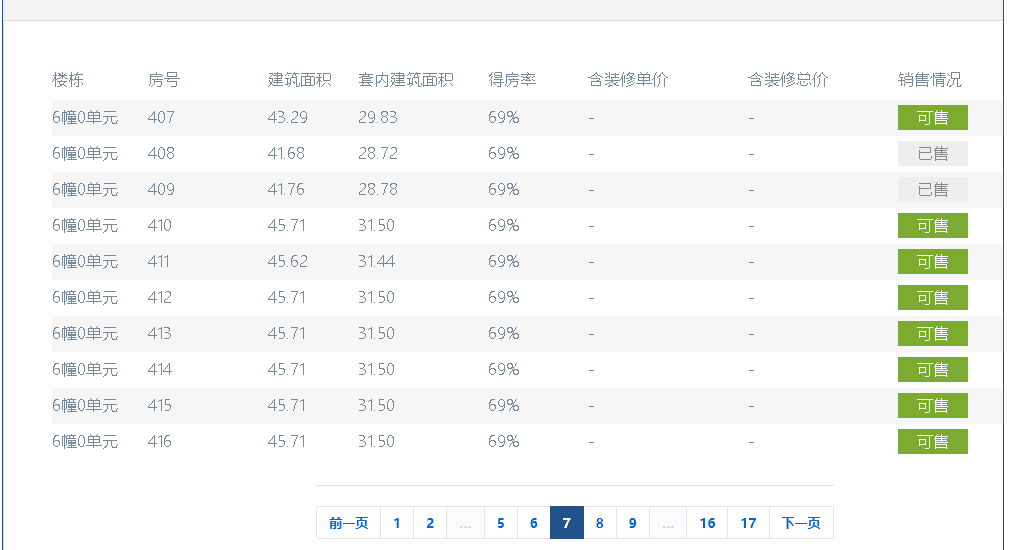 楼栋 房号 建筑面积 套内建筑面积 得房率 含装修单价 含装修总价 销售情况
6幢0单元 407 43.29 29.83 69% - - 可售
6幢0单元 408 41.68 28.72 69% - - 已售
6幢0单元 409 41.76 28.78 69% - - 已售
6幢0单元 410 45.71 31.50 69% - - 可售
6幢0单元 411 45.62 31.44 69% - - 可售
6幢0单元 412 45.71 31.50 69% - - 可售
6幢0单元 413 45.71 31.50 69% - - 可售
6幢0单元 414 45.71 31.50 69% - - 可售
6幢0单元 415 45.71 31.50 69% - - 可售
6幢0单元 416 45.71 31.50 69% - - 可售
前一页 1 2 ... 5 6 7 8 9 ... 16 17 下一页